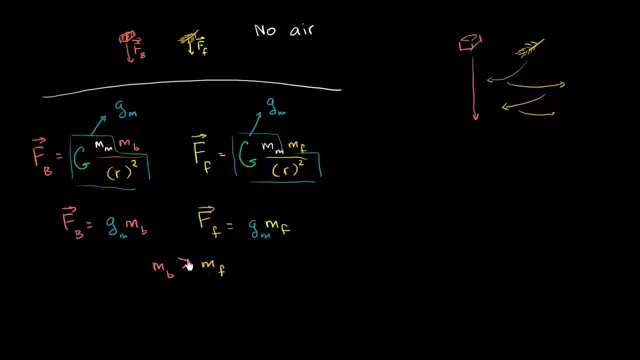 No air
F_B F_f
g_m g_m
F_B = G m_m m_b / (r)^2 F_f = G m_m m_f / (r)^2
F_B = g_m m_b F_f = g_m m_f
m_b > m_f